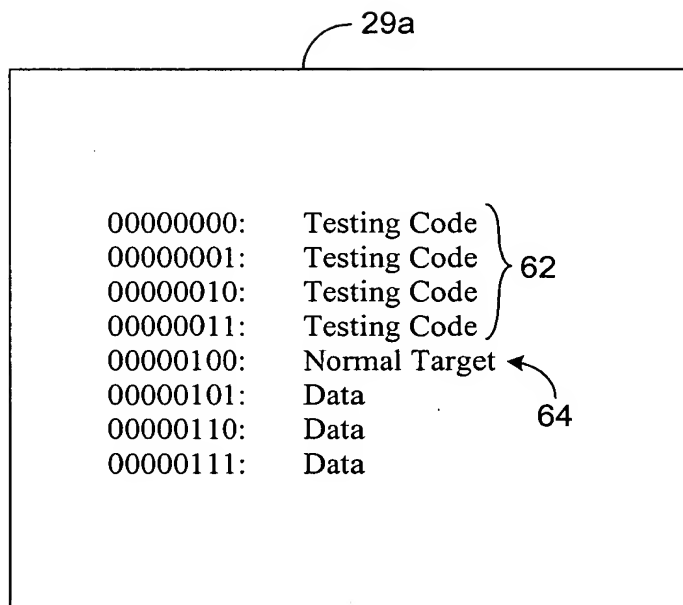 29a
00000000: Testing Code
00000001: Testing Code
00000010: Testing Code
62
00000011: Testing Code
00000100: Normal Target
00000101: Data
64
00000110: Data
00000111: Data